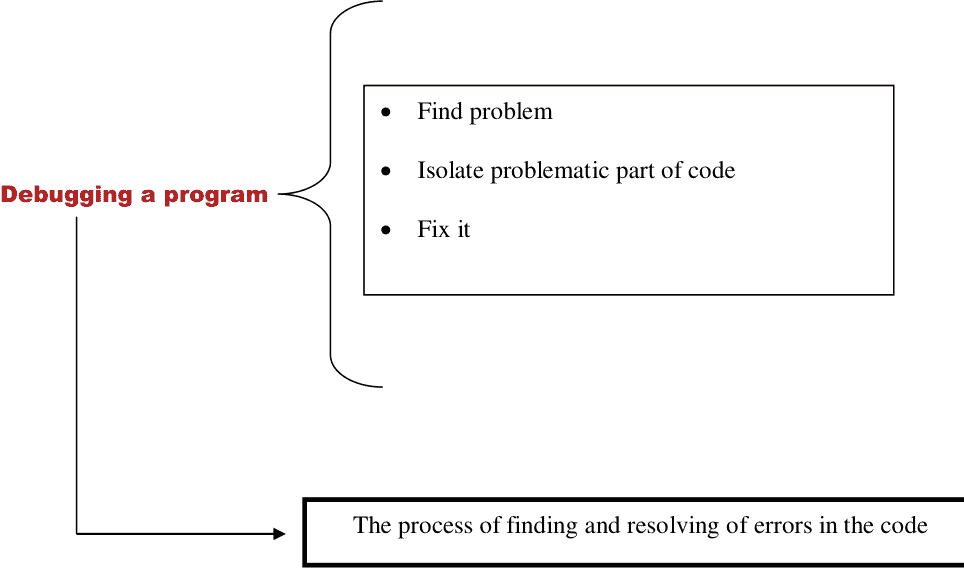 Find problem
Isolate problematic part of code
Debugging a program
Fix it
The process of finding and resolving of errors in the code